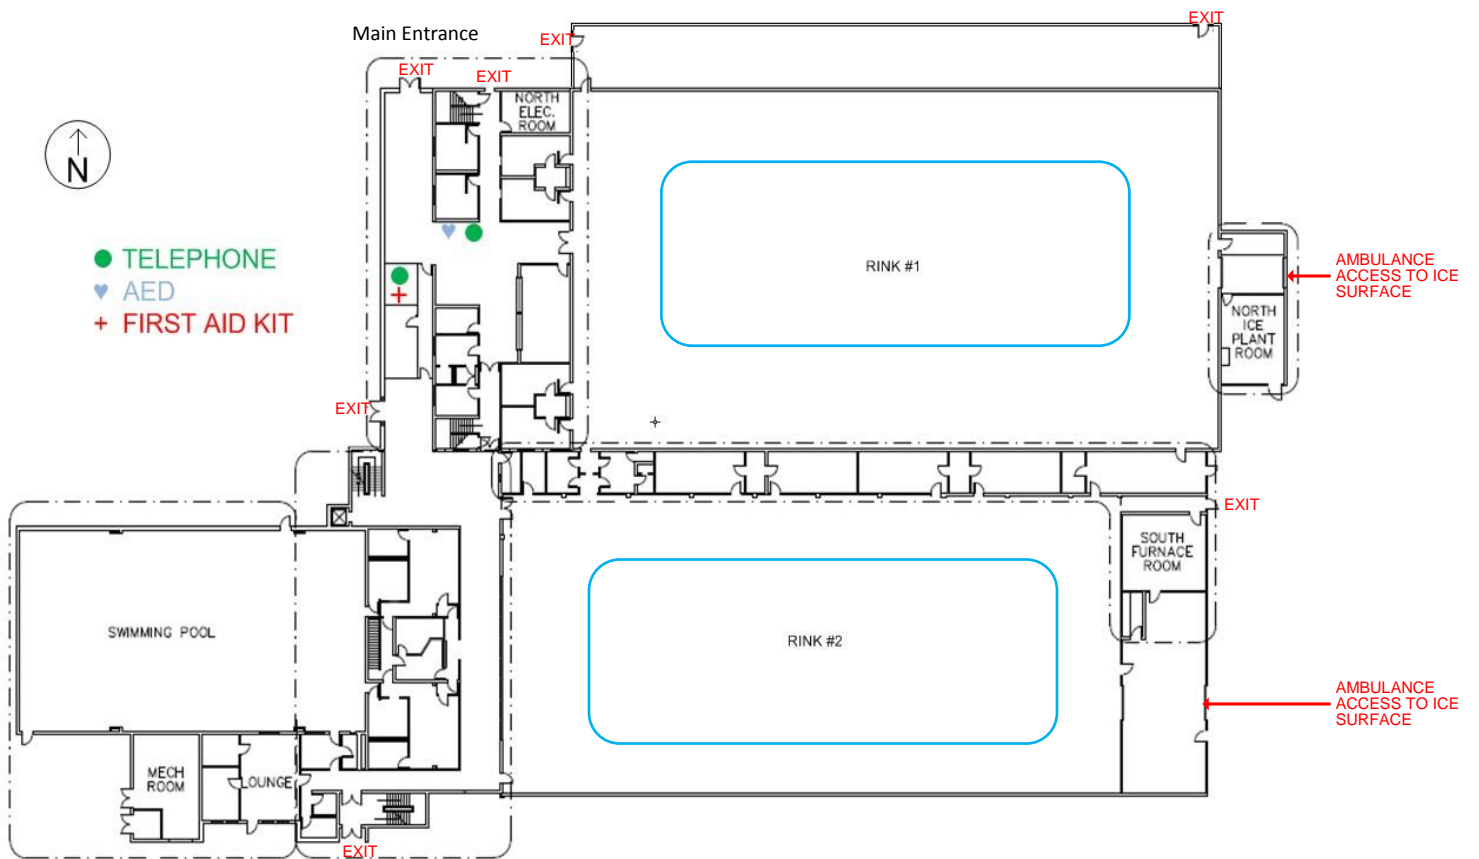 EXIT
Main Entrance
EXIT
EXIT
EXIT
NORTH
ELEC.
ROOM
N
TELEPHONE
AED
FIRST AID KIT
RINK #1
AMBULANCE
ACCESS TO ICE
SURFACE
NORTH
ICE
PLANT
ROOM
EXIT
EXIT
SOUTH
FURNACE
ROOM
SWIMMING POOL
RINK #2
AMBULANCE
ACCESS TO ICE
SURFACE
MECH
ROOM
LOUNGE
EXIT